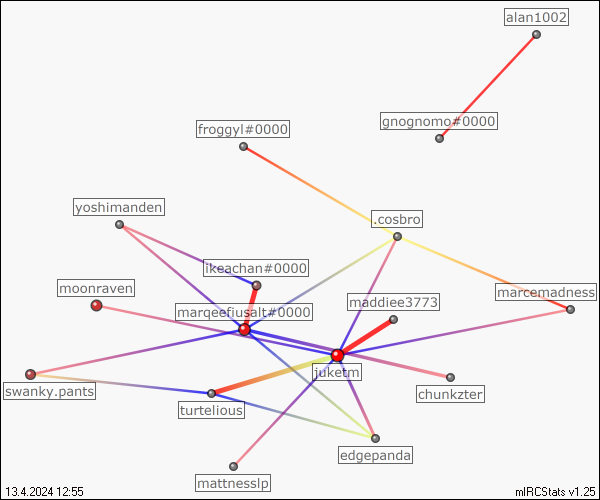 alan1002
gnognomo#0000
froggyl#0000
yoshimanden
.cosbro
ikeachan#0000
moonraven
marcemadness
maddiee3773
marqeefiusalt#0000
juketm
swanky.pants
chunkzter
turtelious
edgepanda
mattnesslp
13.4.2024 12:55
mIRCStats v1.25